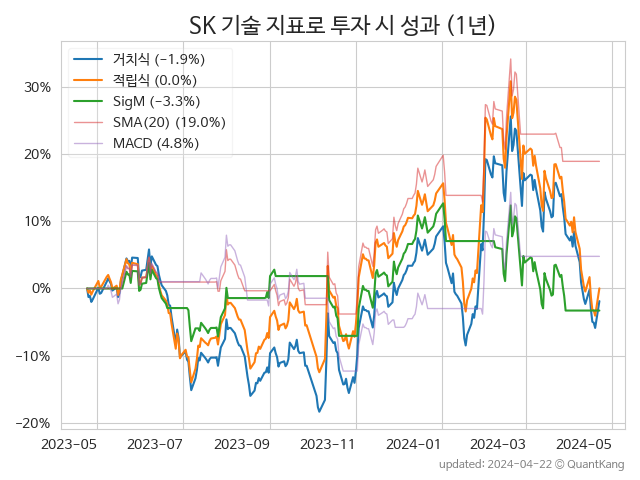 SK 기술 지표로 투자 시 성과 (1년)
거치식 (−1.9%)
적립식 (0.0%)
SigM (−3.3%)
SMA(20) (19.0%)
MACD (4.8%)
30%
20%
10%
0%
−10%
−20%
2023-05
2023-07
2023-09
2023-11
2024-01
2024-03
2024-05
updated: 2024-04-22 © QuantKang